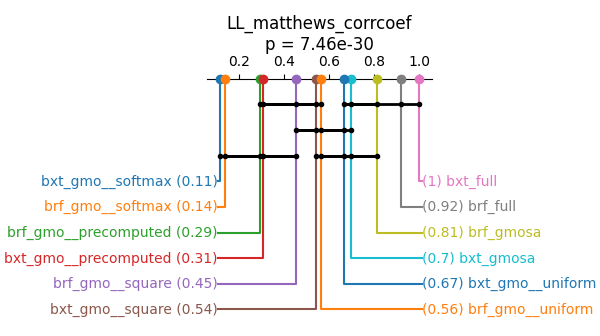 LL_matthews_corrcoef
p = 7.46e-30
0.2 0.4 0.6 0.8 1.0
bxt_gmo__softmax (0.11)
(1) bxt_full
brf_gmo__softmax (0.14)
(0.92) brf_full
brf_gmo__precomputed (0.29)
(0.81) brf_gmosa
bxt_gmo__precomputed (0.31)
(0.7) bxt_gmosa
brf_gmo__square (0.45)
(0.67) bxt_gmo__uniform
bxt_gmo__square (0.54)
(0.56) brf_gmo__uniform